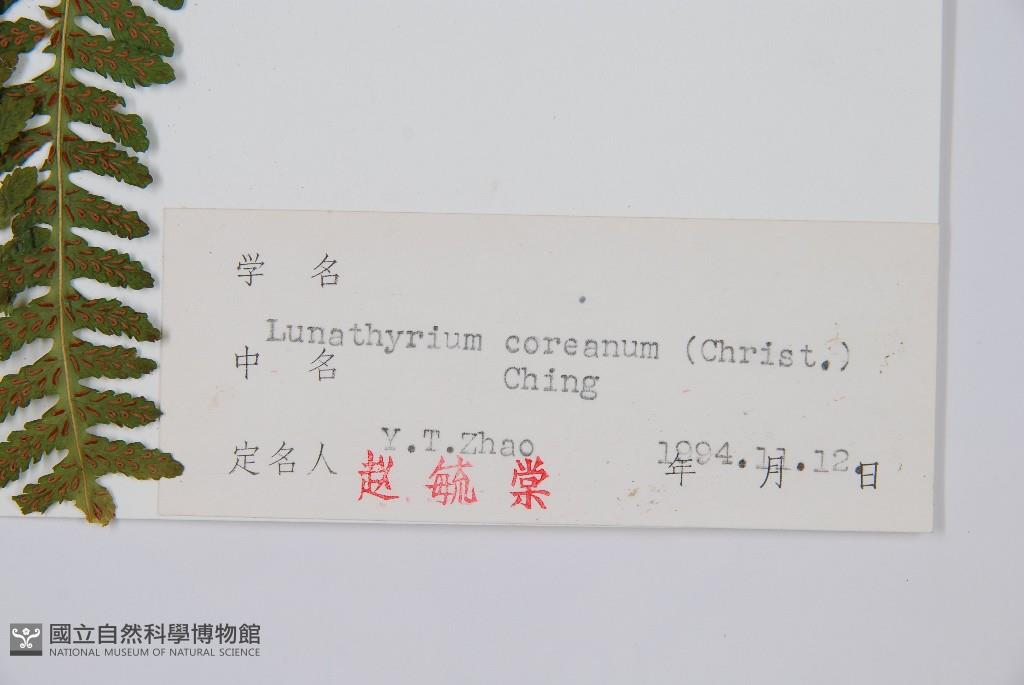 学 名
Lunathyrium coreanum (Christ.)
中 名
Ching
Y.T.Zhao 1994.11.12.
定名人 赵毓棠 年 月 日
國立自然科學博物館
NATIONAL MUSEUM OF NATURAL SCIENCE